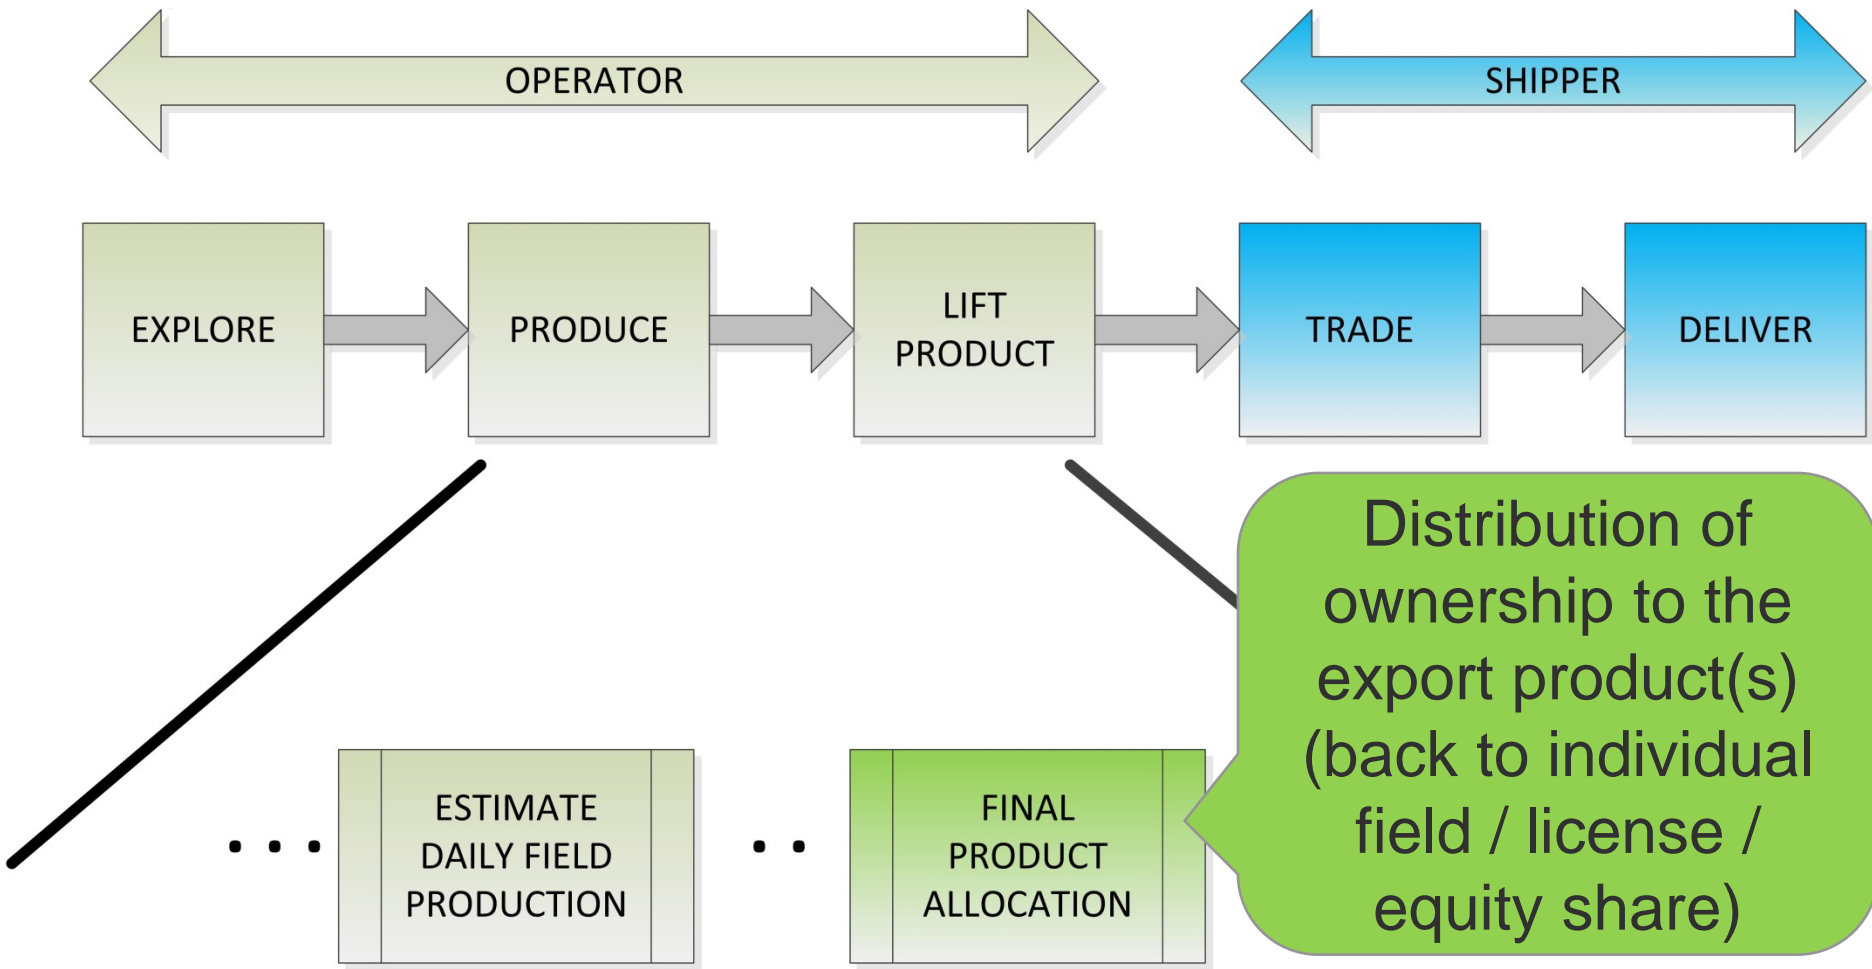 OPERATOR
SHIPPER
EXPLORE
PRODUCE
LIFT
PRODUCT
TRADE
DELIVER
ESTIMATE
DAILY FIELD
PRODUCTION
FINAL
PRODUCT
ALLOCATION
Distribution of
ownership to the
export product(s)
(back to individual
field / license /
equity share)